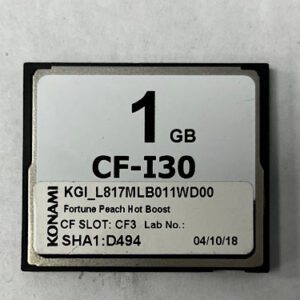 1 GB
CF-I30
KONAMI
KGI_L817MLB011WD00
Fortune Peach Hot Boost
CF SLOT: CF3 Lab No.:
SHA1:D494 04/10/18